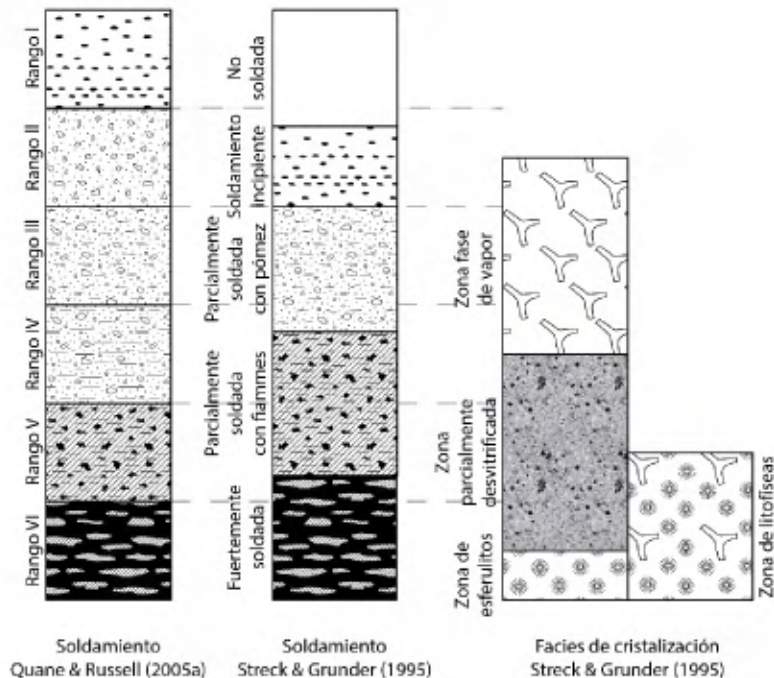 Rango I
Rango II
Rango III
Rango IV
Rango V
Rango VI
No
soldada
Soldamiento
incipiente
Parcialmente
soldada
con pómez
Parcialmente
soldada
con fiammes
Fuertemente
soldada
Zona fase
de vapor
Zona
parcialmente
desvitrificada
Zona de
esferulitos
Zona de litofiseas
Soldamiento
Quane & Russell (2005a)
Soldamiento
Streck & Grunder (1995)
Facies de cristalización
Streck & Grunder (1995)